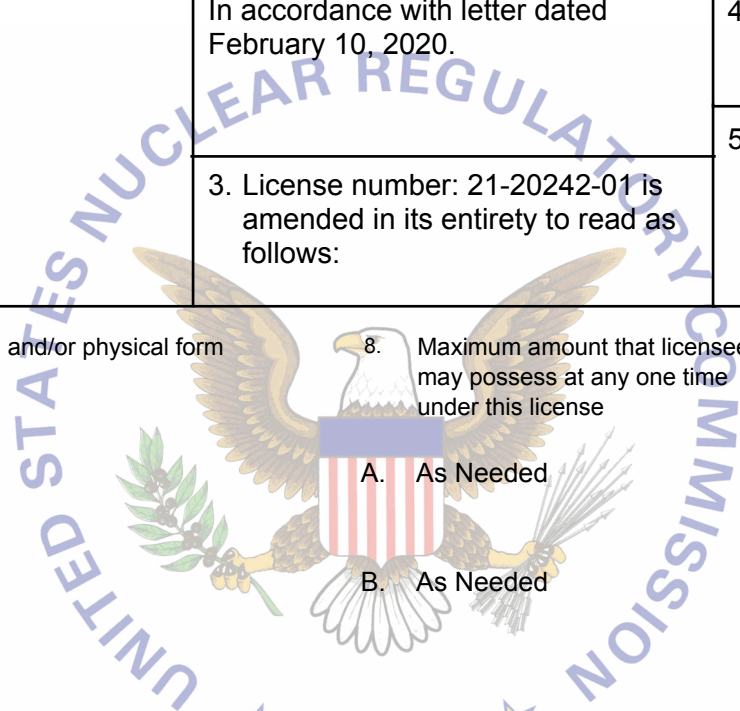 In accordance with letter dated
February 10, 2020.
4
5
3. License number: 21-20242-01 is
amended in its entirety to read as
follows:
and/or physical form
8. Maximum amount that licensee
may possess at any one time
under this license
A. As Needed
B. As Needed
UNITED STATES NUCLEAR REGULATORY COMMISSION